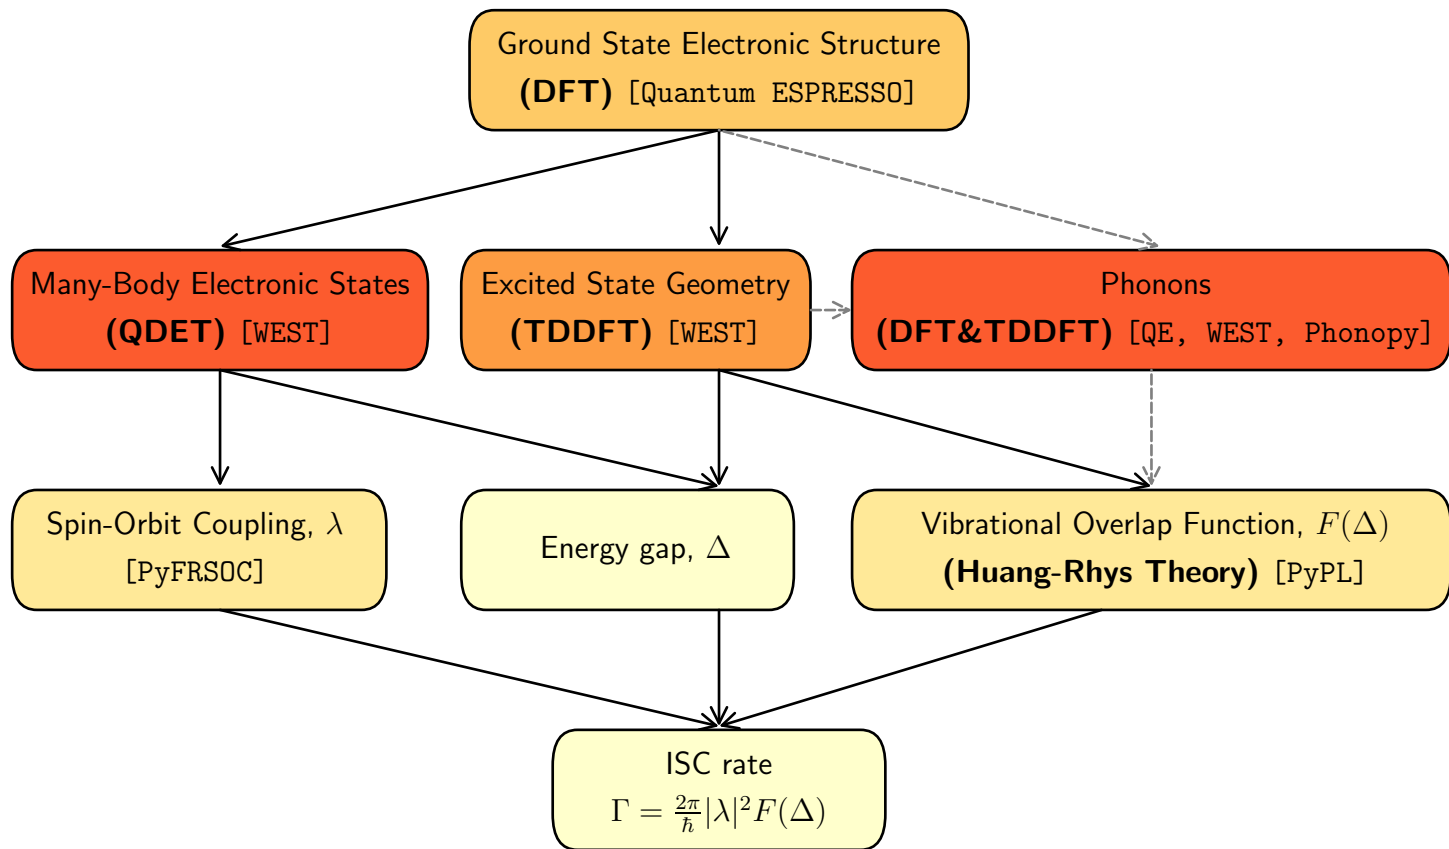 Ground State Electronic Structure
(DFT) [Quantum ESPRESSO]
Many-Body Electronic States
(QDET) [WEST]
Excited State Geometry
(TDDFT) [WEST]
Phonons
(DFT&TDDFT) [QE, WEST, Phonopy]
Spin-Orbit Coupling, λ
[PyFRSOC]
Energy gap, Δ
Vibrational Overlap Function, F(Δ)
(Huang-Rhys Theory) [PyPL]
ISC rate
Γ = 2π/ħ |λ|² F(Δ)